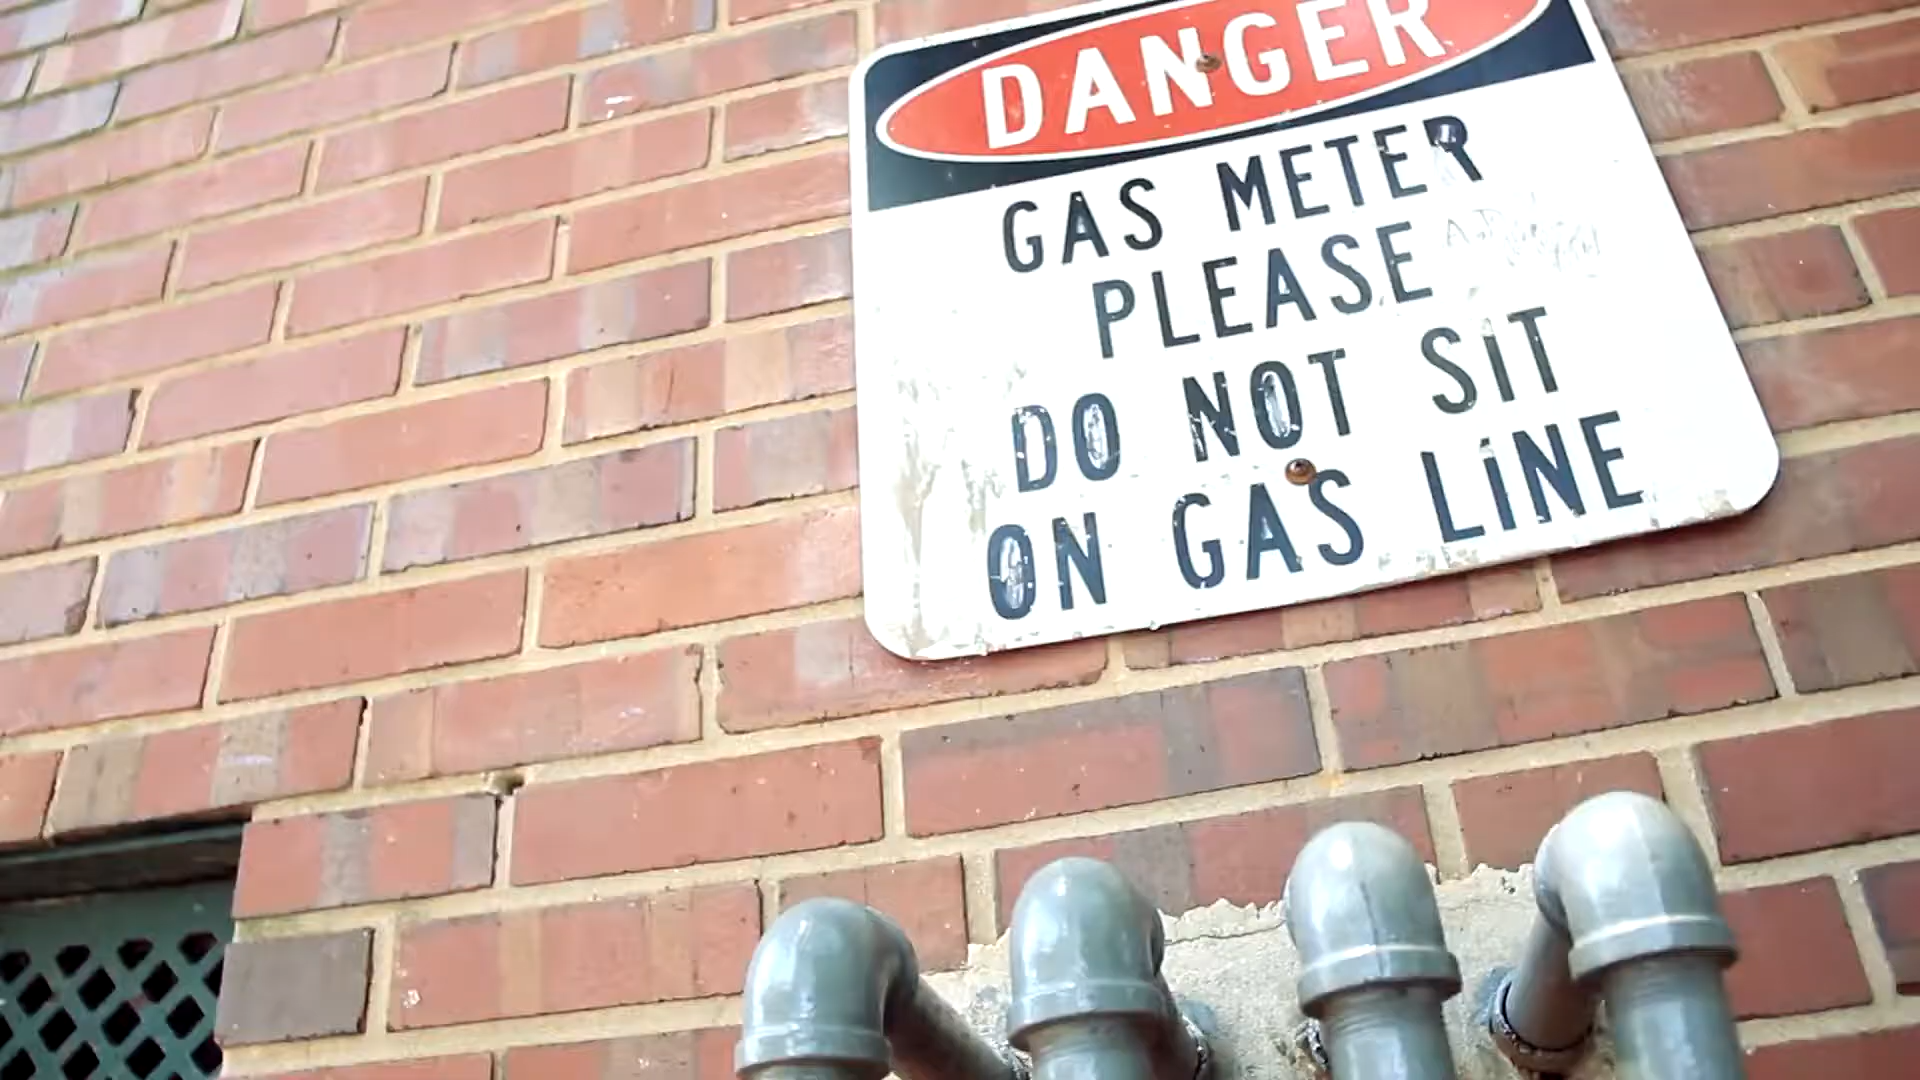 DANGER
GAS METER
PLEASE
DO NOT SIT
ON GAS LINE